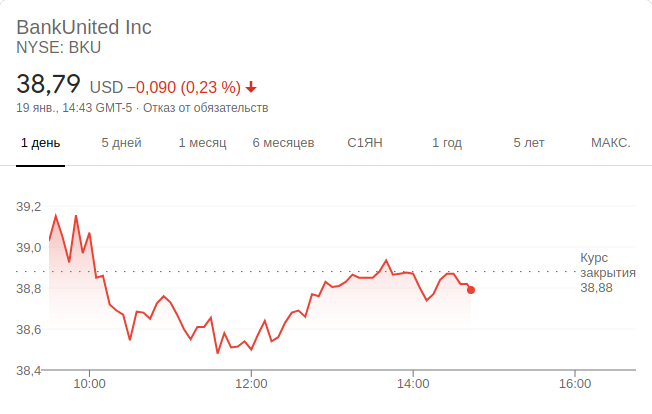 BankUnited Inc
NYSE: BKU
38,79 USD −0,090 (0,23 %)
19 янв., 14:43 GMT-5 · Отказ от обязательств
1 день 5 дней 1 месяц 6 месяцев С1ЯН 1 год 5 лет МАКС.
39,2
39,0
Курс
закрытия
38,88
38,8
38,6
38,4
10:00 12:00 14:00 16:00